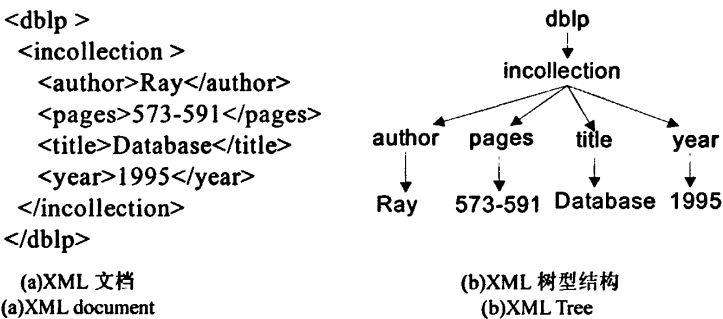 <dblp >
<incollection >
<author>Ray</author>
<pages>573-591</pages>
<title>Database</title>
<year>1995</year>
</incollection>
</dblp>
(a)XML 文档
(a)XML document
dblp
incollection
author pages title year
Ray 573-591 Database 1995
(b)XML 树型结构
(b)XML Tree